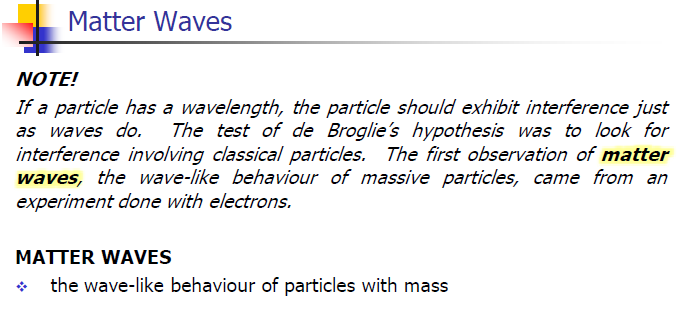 Matter Waves
NOTE!
If a particle has a wavelength, the particle should exhibit interference just
as waves do. The test of de Broglie's hypothesis was to look for
interference involving classical particles. The first observation of matter
waves, the wave-like behaviour of massive particles, came from an
experiment done with electrons.
MATTER WAVES
❖ the wave-like behaviour of particles with mass